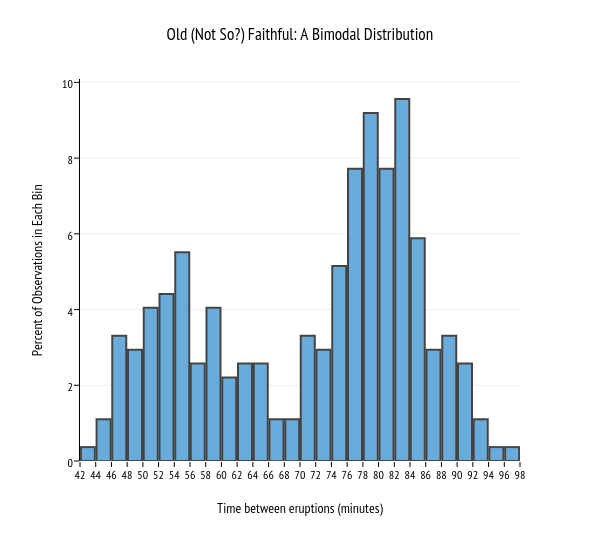 Old (Not So?) Faithful: A Bimodal Distribution
10
8
6
4
2
0
Percent of Observations in Each Bin
42 44 46 48 50 52 54 56 58 60 62 64 66 68 70 72 74 76 78 80 82 84 86 88 90 92 94 96 98
Time between eruptions (minutes)